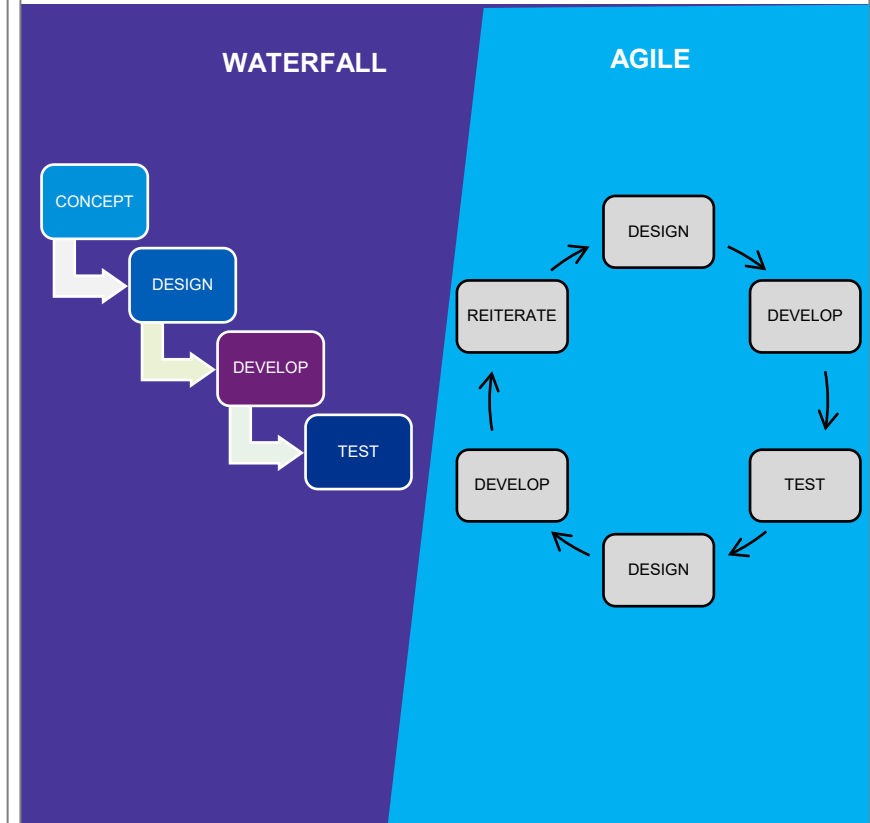 WATERFALL
CONCEPT
DESIGN
DEVELOP
TEST
AGILE
DESIGN
DEVELOP
TEST
DESIGN
DEVELOP
REITERATE